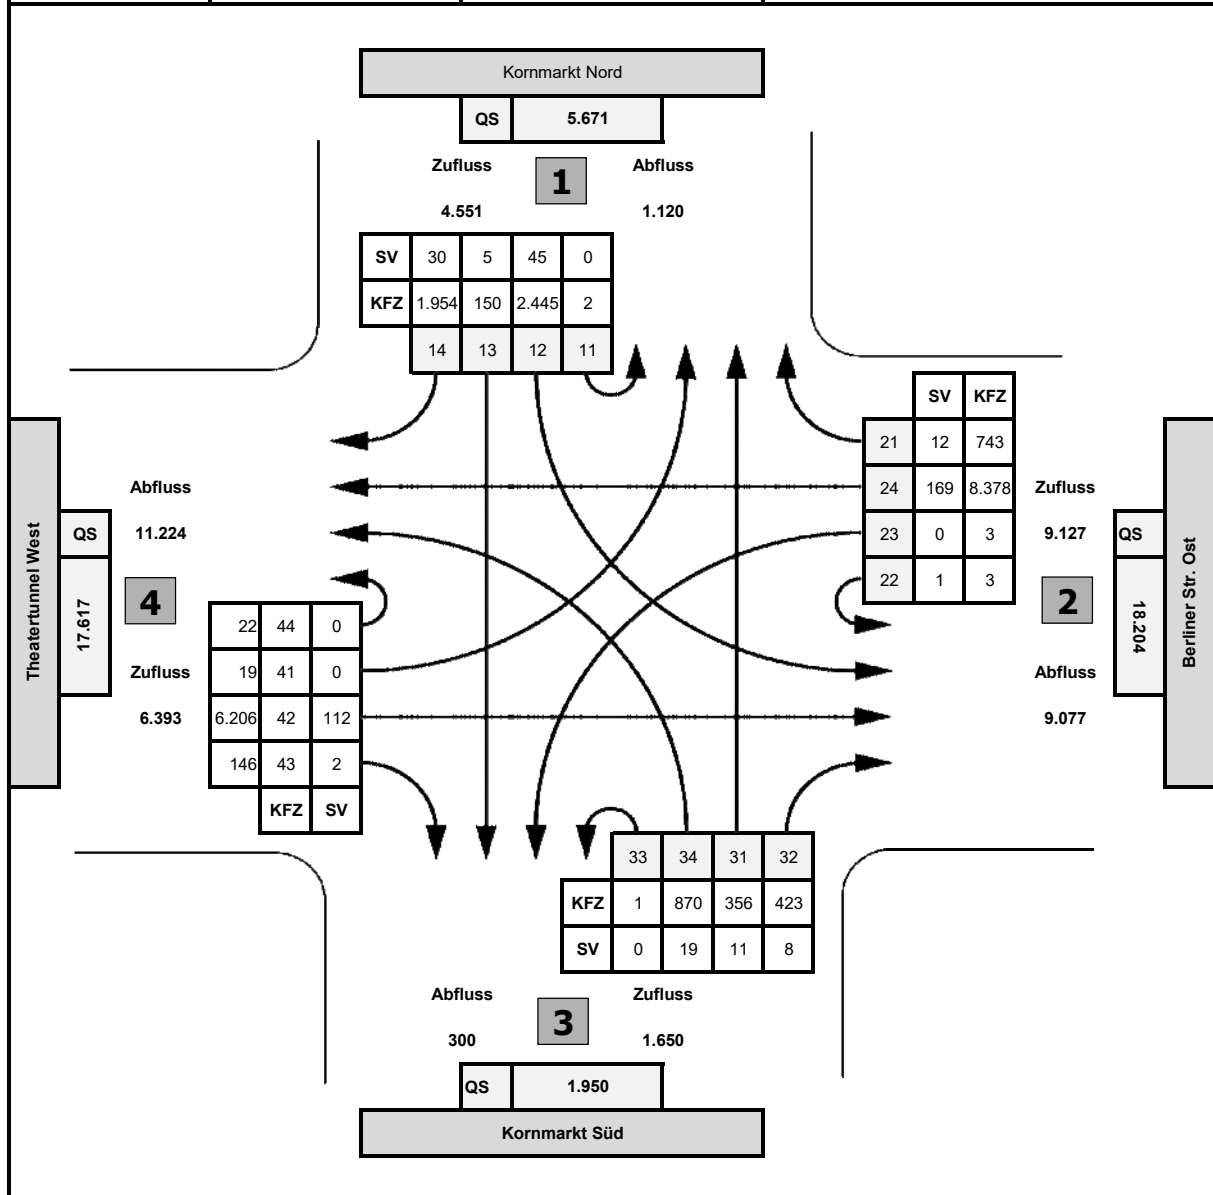 Kornmarkt Nord
QS 5.671
Zufluss 1 Abfluss
4.551 1.120
SV 30 5 45 0
KFZ 1.954 150 2.445 2
14 13 12 11
SV KFZ
21 12 743
24 169 8.378
23 0 3
22 1 3
Zufluss
9.127
QS
18.204
2
Berliner Str. Ost
Abfluss
9.077
Theatertunnel West
QS
17.617
Abfluss
11.224
4
Zufluss
6.393
22 44 0
19 41 0
6.206 42 112
146 43 2
KFZ SV
33 34 31 32
KFZ 1 870 356 423
SV 0 19 11 8
Abfluss 3 Zufluss
300 1.650
QS 1.950
Kornmarkt Süd